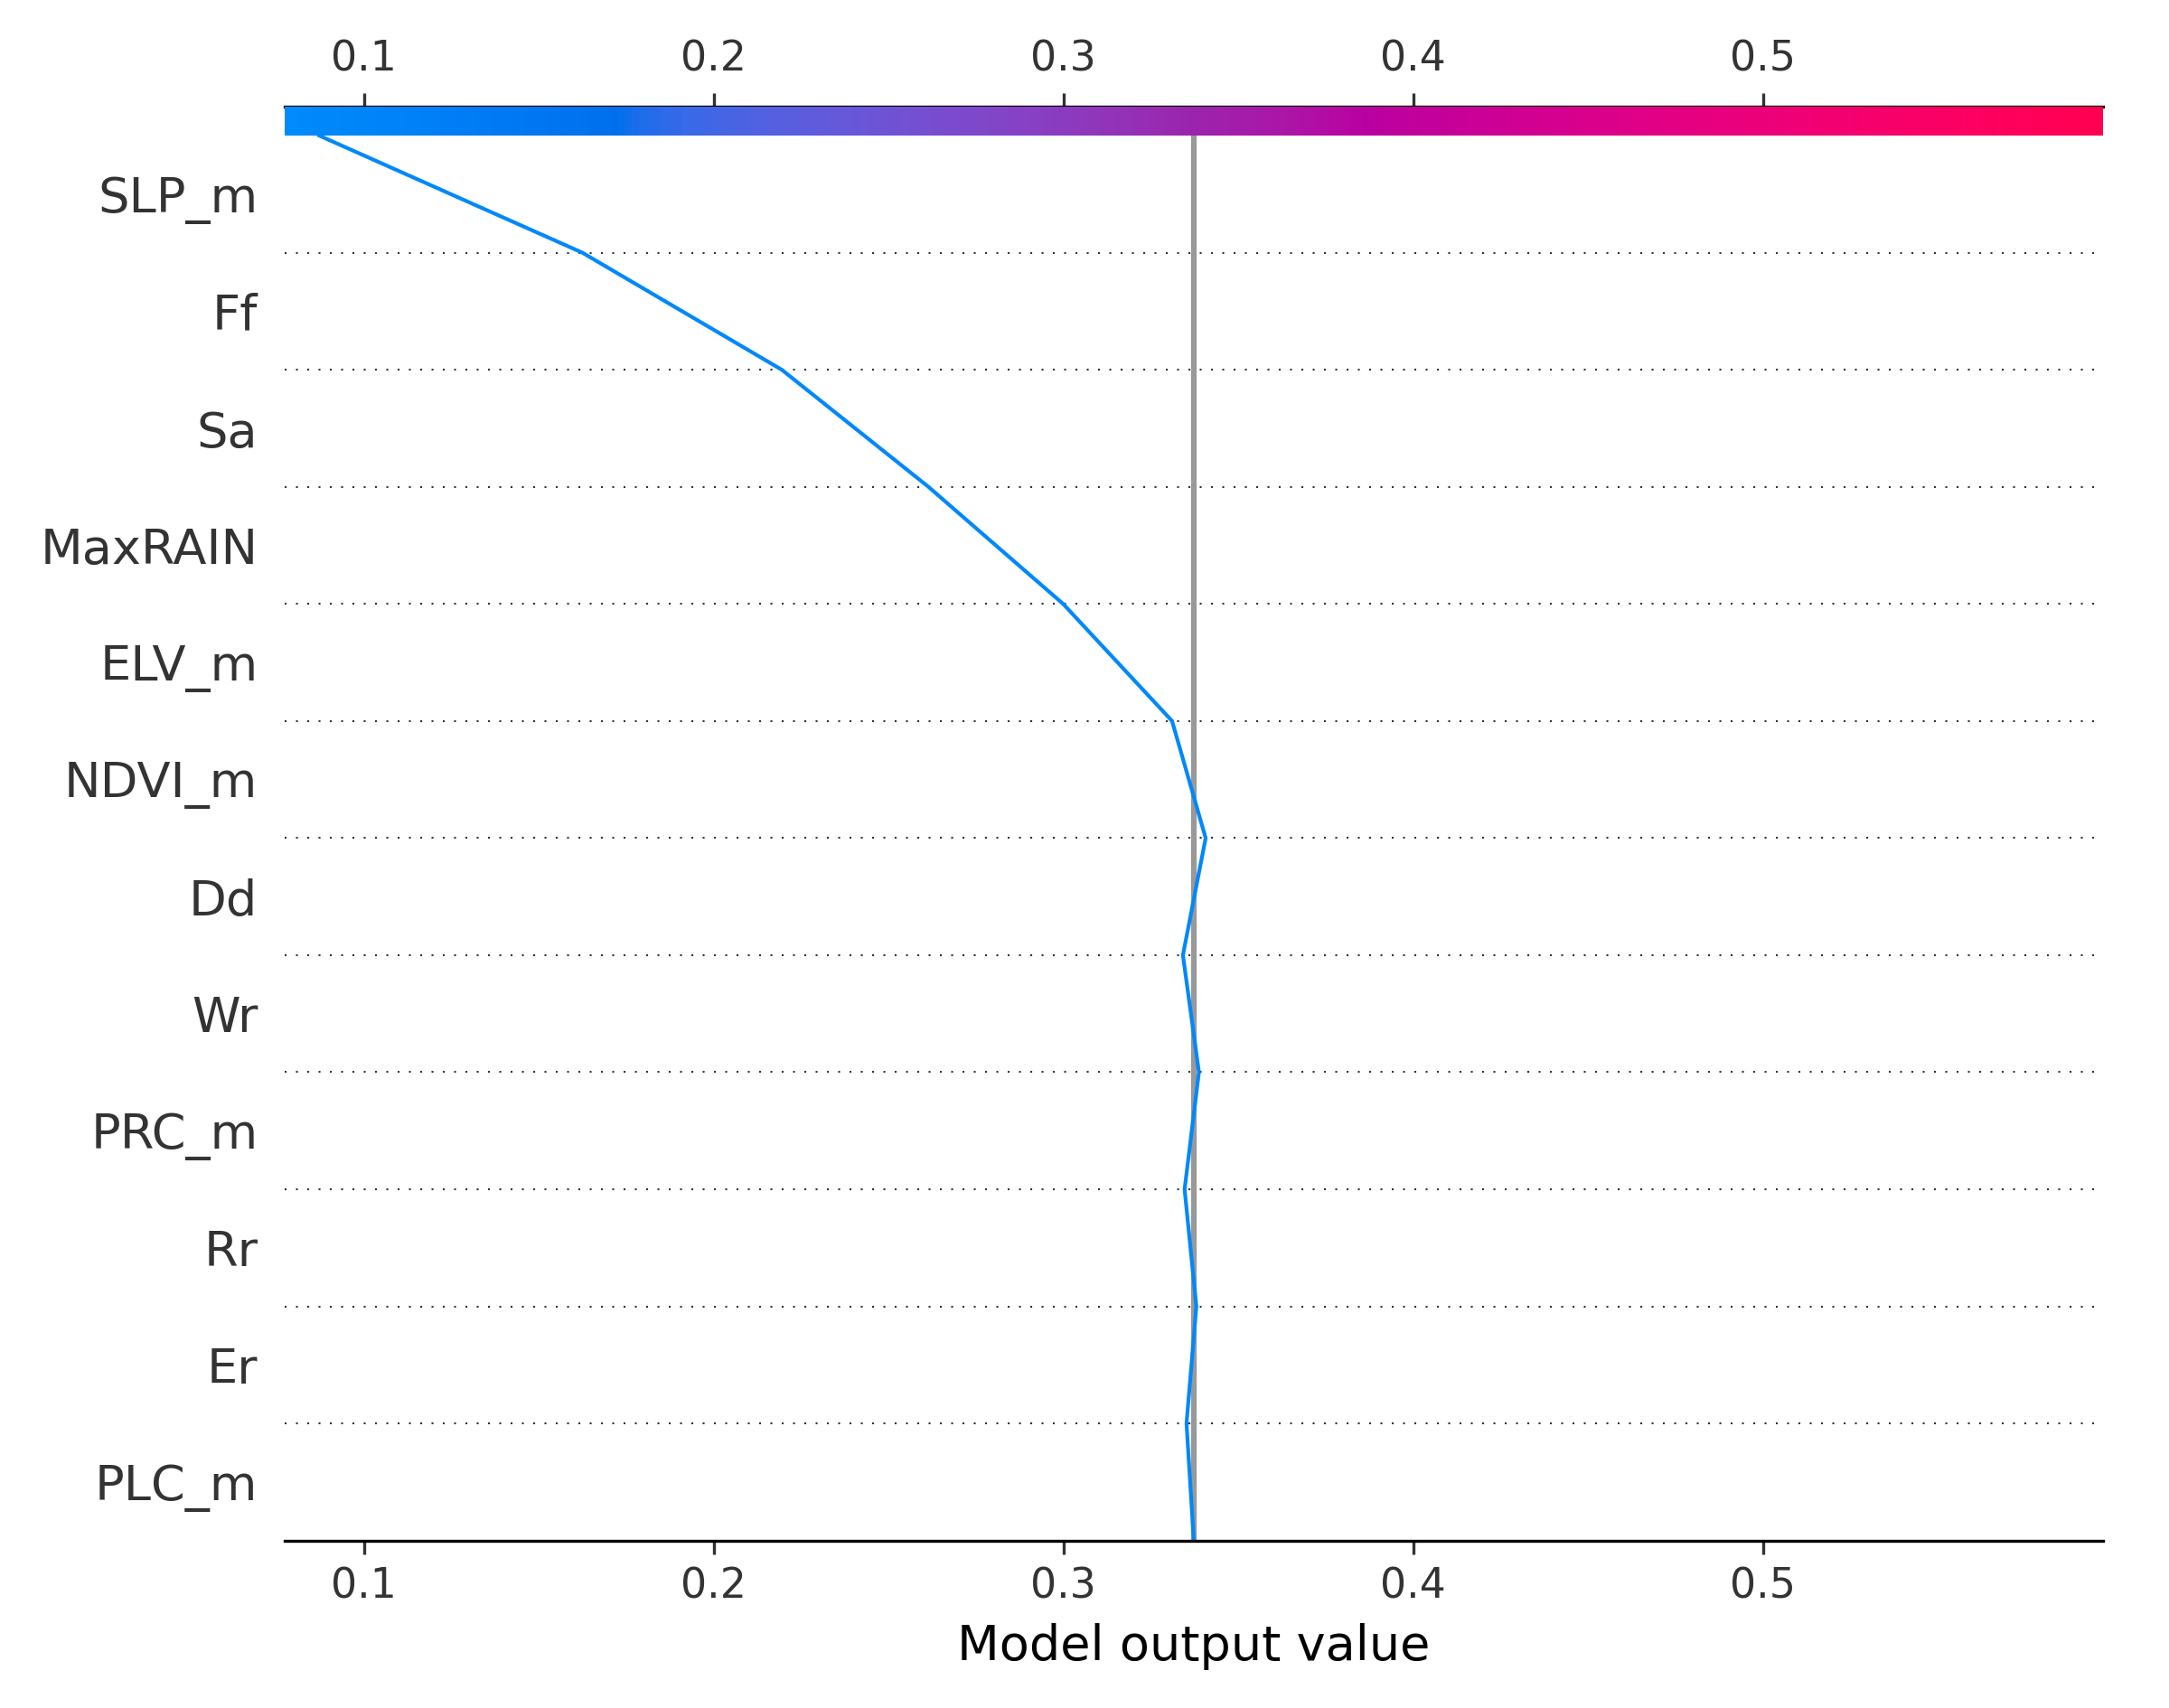 0.1 0.2 0.3 0.4 0.5
SLP_m
Ff
Sa
MaxRAIN
ELV_m
NDVI_m
Dd
Wr
PRC_m
Rr
Er
PLC_m
0.1 0.2 0.3 0.4 0.5
Model output value